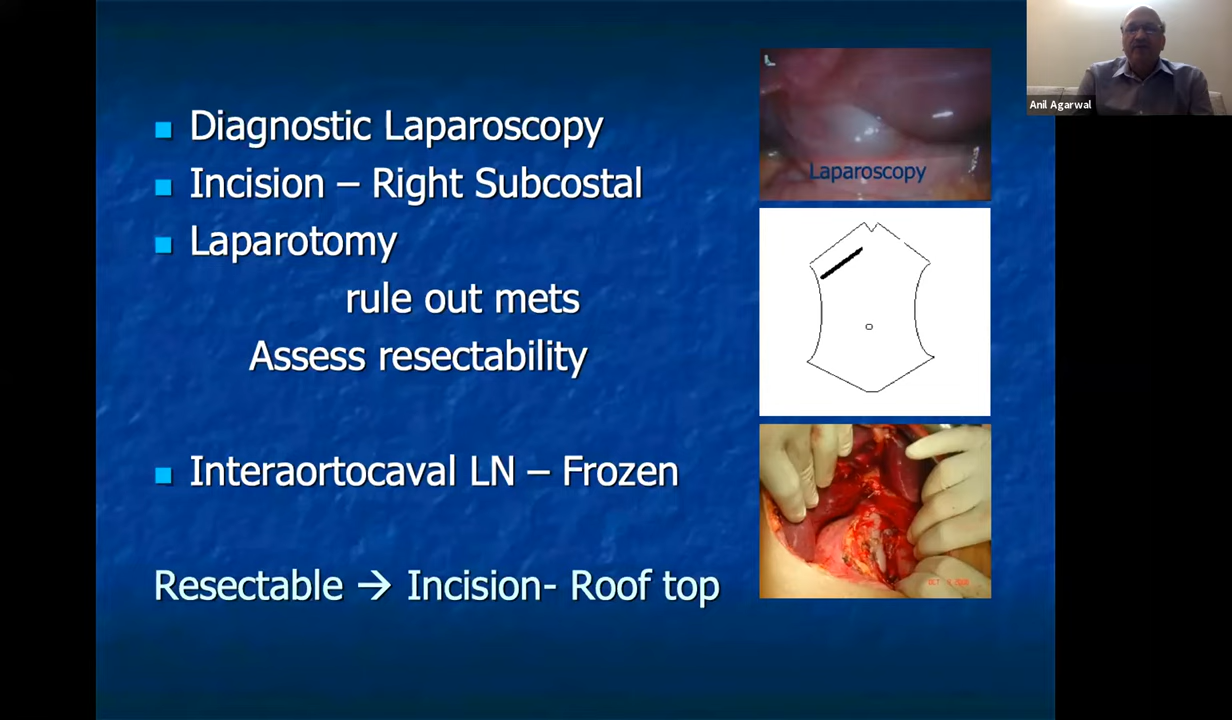 Diagnostic Laparoscopy
Incision – Right Subcostal
Laparotomy
rule out mets
Assess resectability
Interaortocaval LN – Frozen
Resectable → Incision- Roof top
L
Laparoscopy
Anil Agarwal